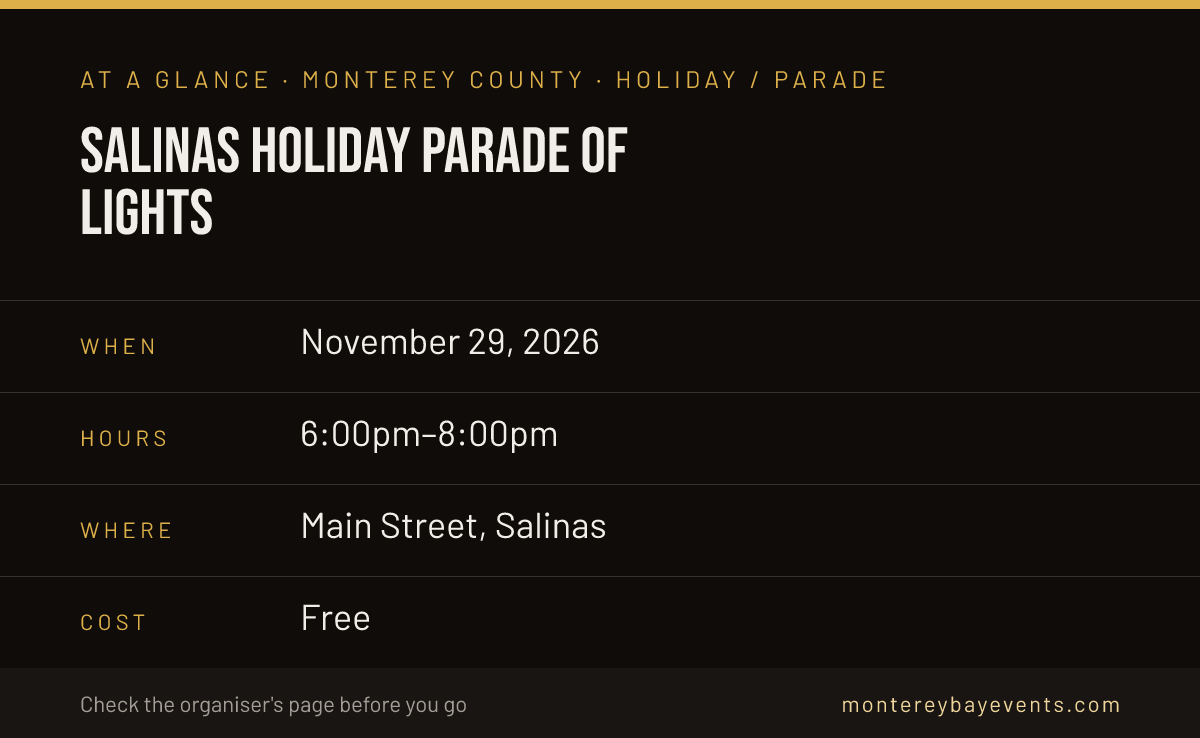 AT A GLANCE · MONTEREY COUNTY · HOLIDAY / PARADE
SALINAS HOLIDAY PARADE OF
LIGHTS
WHEN November 29, 2026
HOURS 6:00pm–8:00pm
WHERE Main Street, Salinas
COST Free
Check the organiser's page before you go montereybayevents.com